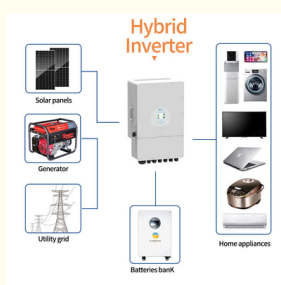 Hybrid
Inverter
Solar panels
Generator
Utility grid
Batteries banK
Home appliances